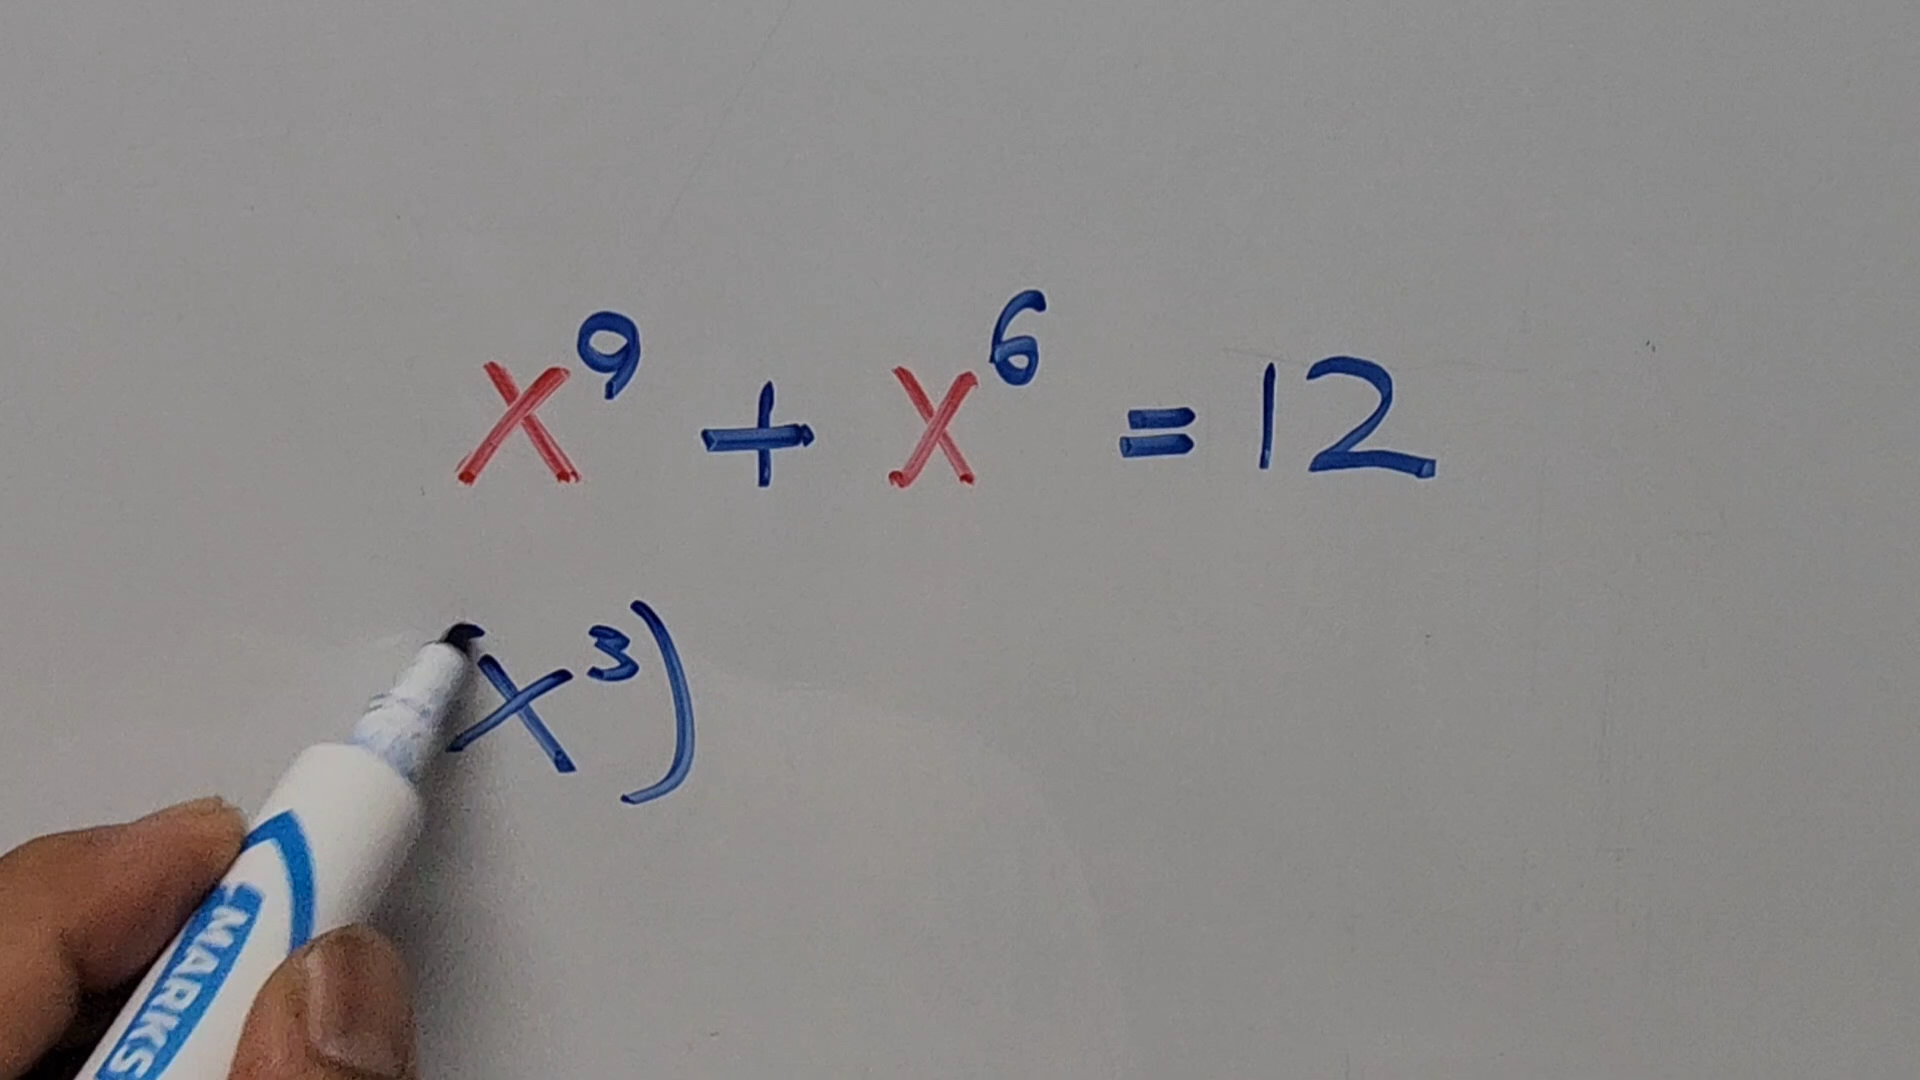 x⁹ + x⁶ = 12
x³)
MARKS